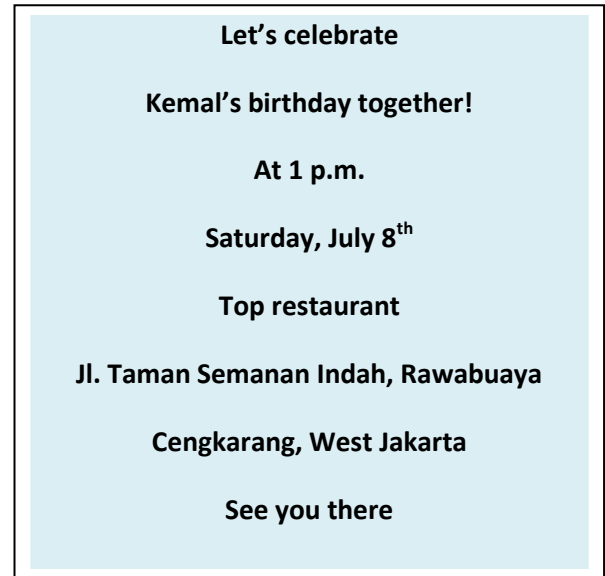 Let’s celebrate
Kemal’s birthday together!
At 1 p.m.
Saturday, July 8th
Top restaurant
Jl. Taman Semanan Indah, Rawabuaya
Cengkarang, West Jakarta
See you there